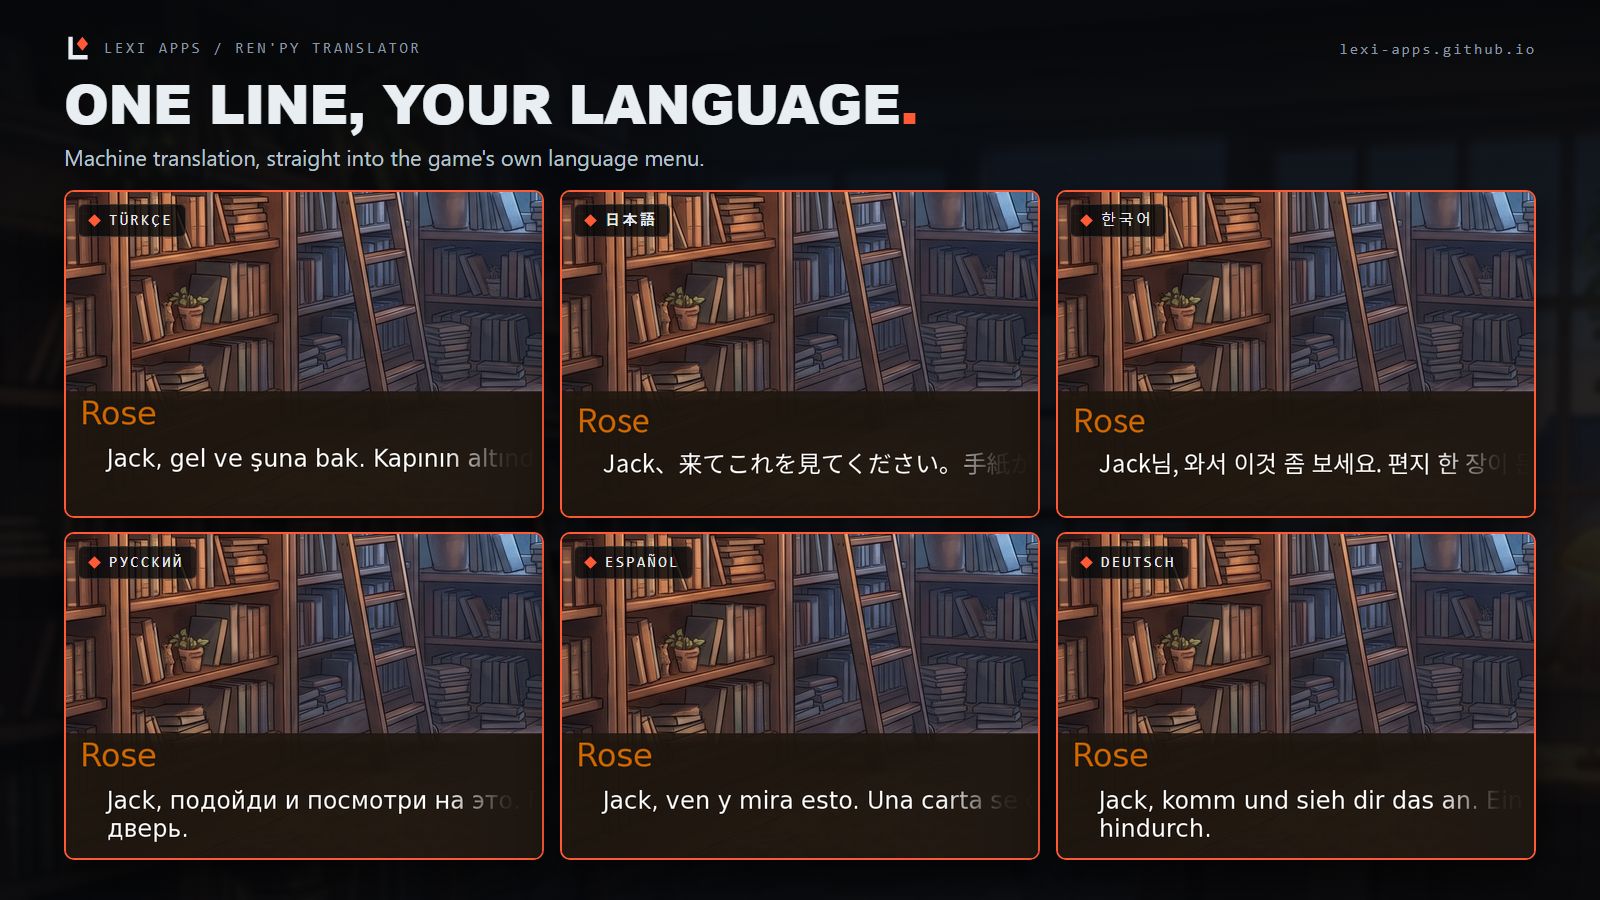 LEXI APPS / REN'PY TRANSLATOR
lexi-apps.github.io
ONE LINE, YOUR LANGUAGE.
Machine translation, straight into the game's own language menu.
TÜRKÇE
Rose
Jack, gel ve şuna bak. Kapının altınd
日本語
Rose
Jack、来てこれを見てください。手紙が
한국어
Rose
Jack님, 와서 이것 좀 보세요. 편지 한 장이
РУССКИЙ
Rose
Jack, подойди и посмотри на это.
дверь.
ESPAÑOL
Rose
Jack, ven y mira esto. Una carta se
DEUTSCH
Rose
Jack, komm und sieh dir das an. Ein
hindurch.